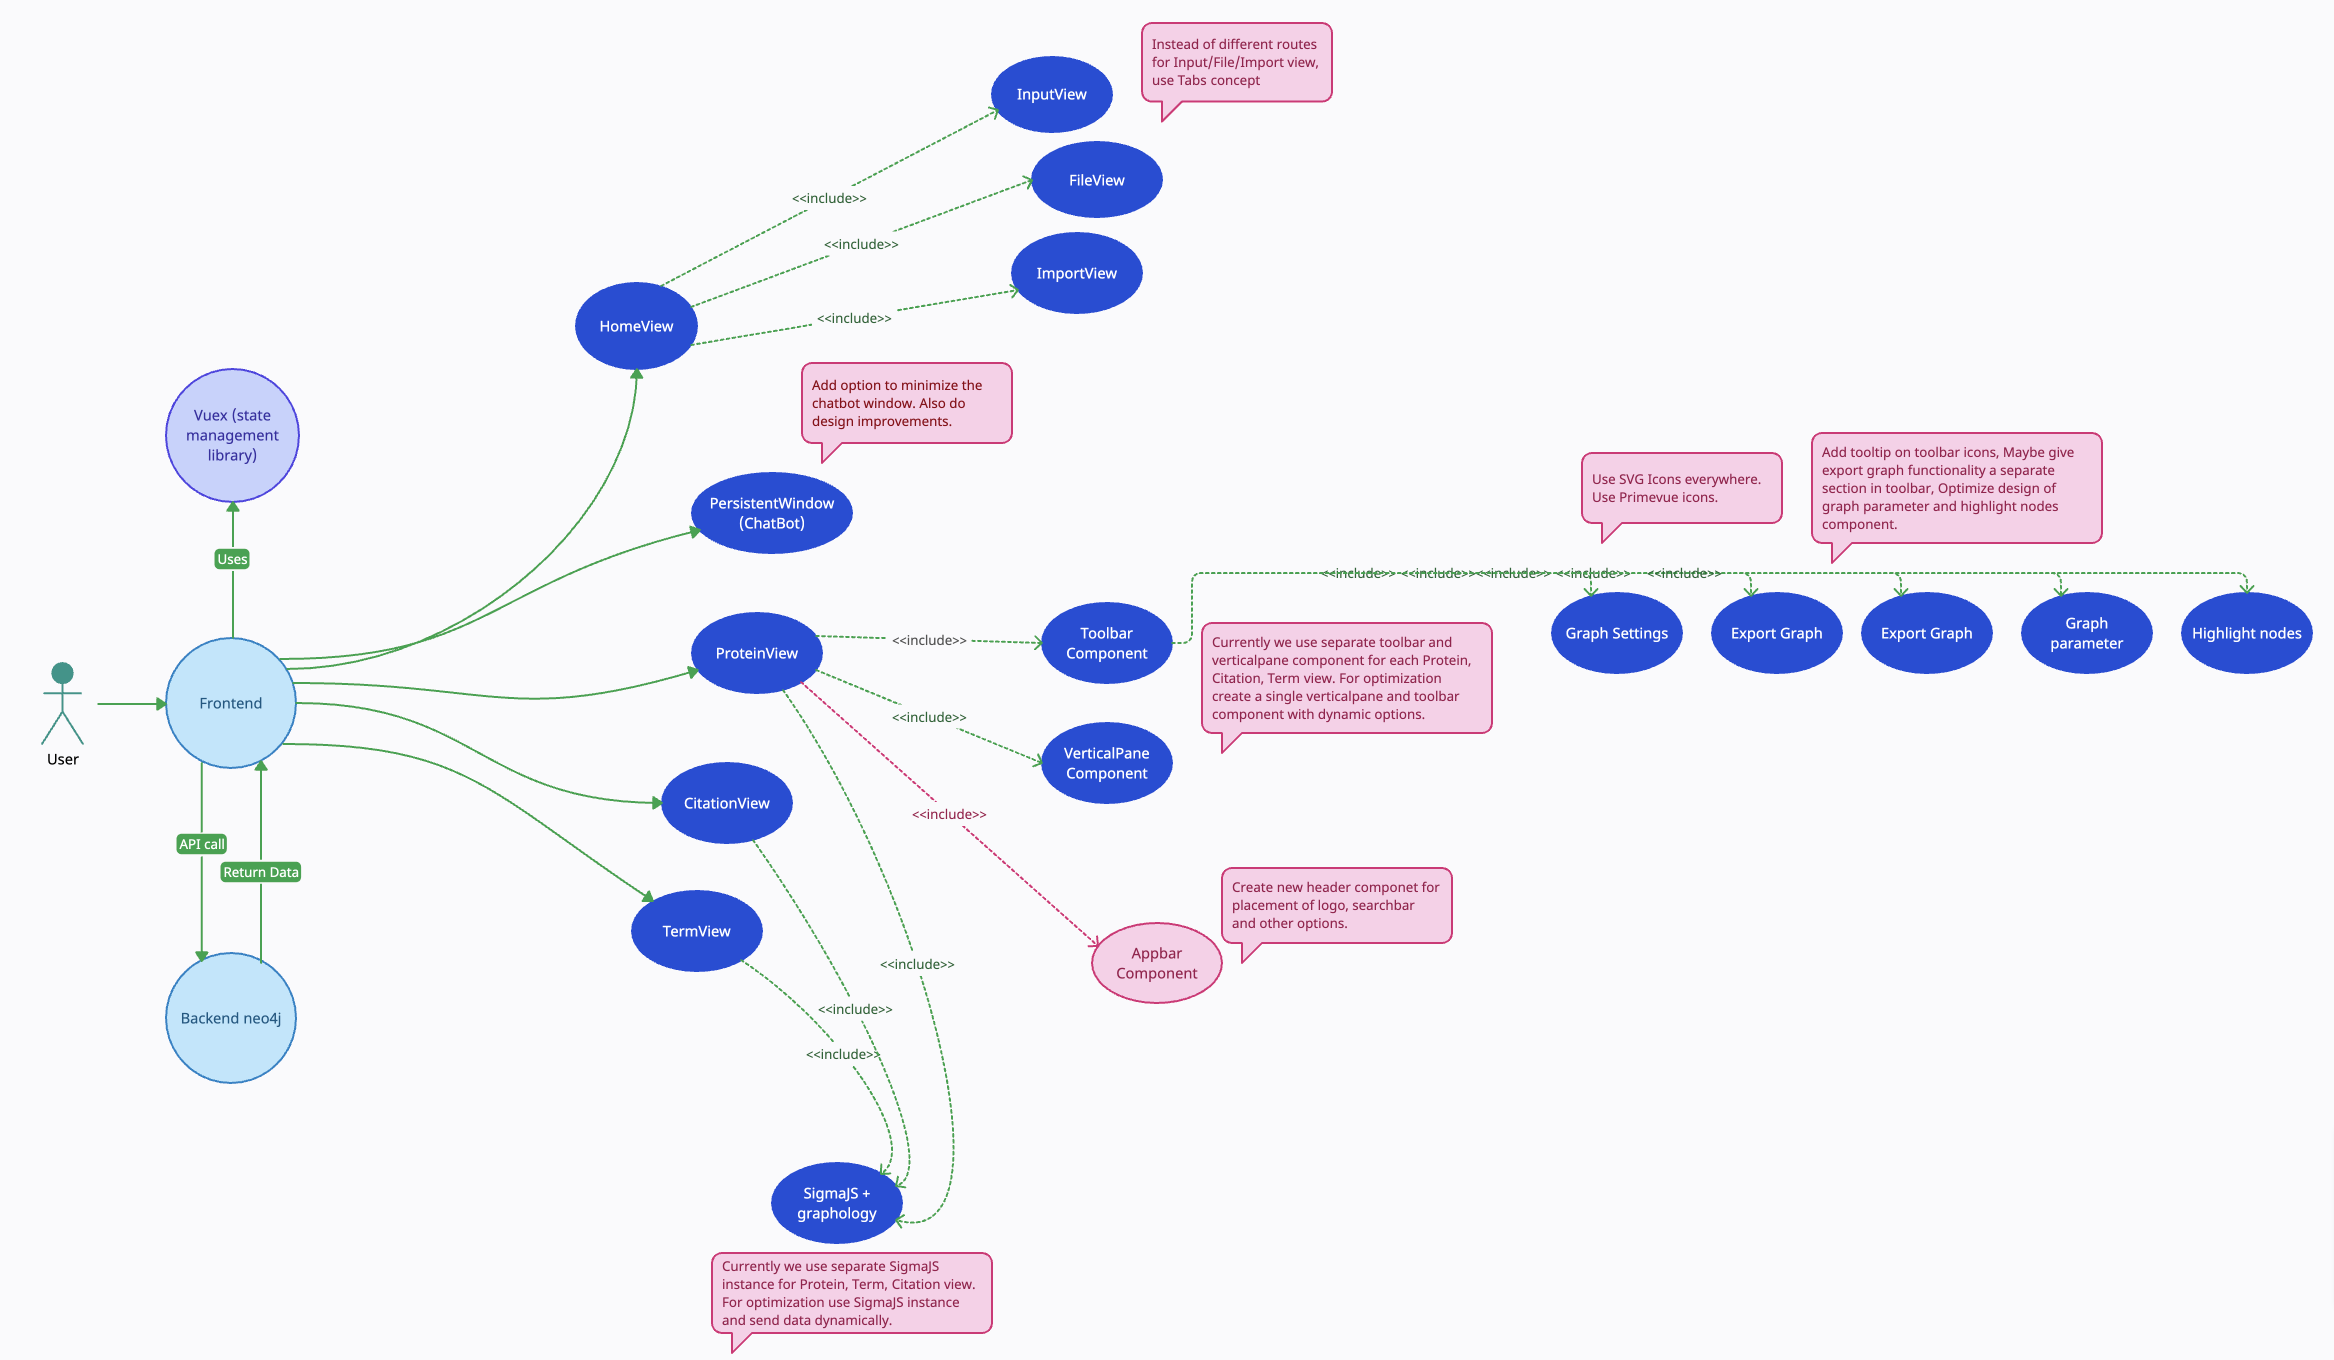 Instead of different routes
for Input/File/Import view,
use Tabs concept
InputView
FileView
ImportView
<<include>>
<<include>>
<<include>>
HomeView
Add option to minimize the
chatbot window. Also do
design improvements.
Vuex (state
management
library)
PersistentWindow
(ChatBot)
Use SVG Icons everywhere.
Use Primevue icons.
Add tooltip on toolbar icons, Maybe give
export graph functionality a separate
section in toolbar, Optimize design of
graph parameter and highlight nodes
component.
Uses
<<include>>
<<include>>
<<include>>
<<include>>
<<include>>
Graph Settings
Export Graph
Export Graph
Graph
parameter
Highlight nodes
ProteinView
<<include>>
Toolbar
Component
Currently we use separate toolbar and
verticalpane component for each Protein,
Citation, Term view. For optimization
create a single verticalpane and toolbar
component with dynamic options.
User
Frontend
<<include>>
VerticalPane
Component
CitationView
<<include>>
API call
Return Data
Create new header componet for
placement of logo, searchbar
and other options.
TermView
Appbar
Component
<<include>>
<<include>>
<<include>>
Backend neo4j
SigmaJS +
graphology
Currently we use separate SigmaJS
instance for Protein, Term, Citation view.
For optimization use SigmaJS instance
and send data dynamically.